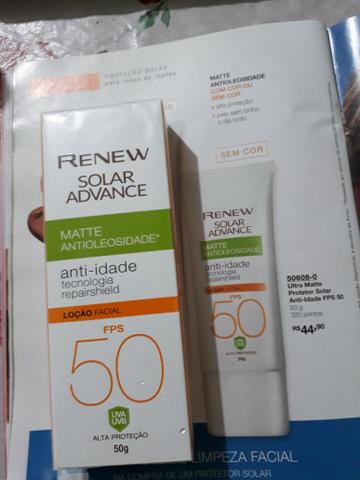 PROTEÇÃO SOLAR
para todas as idades
MATTE
ANTIOLEOSIDADE
COM COR OU
SEM COR
• alta proteção;
• pele sem brilho
o dia todo.
SEM COR
RENEW
SOLAR
ADVANCE
MATTE
ANTIOLEOSIDADE*
anti-idade
tecnologia
repairshield
LOÇÃO FACIAL
FPS
50
UVA
UVB
ALTA PROTEÇÃO
50g
RENEW
SOLAR
ADVANCE
MATTE
ANTIOLEOSIDADE
anti-idade
tecnologia
repairshield
LOÇÃO FACIAL
FPS
50
UVA
UVB
ALTA PROTEÇÃO
50g
50608-0
Ultra Matte
Protetor Solar
Anti-Idade FPS 50
50 g
320 pontos
R$44,90
LIMPEZA FACIAL
NA COMPRA DE UM PROTETOR SOLAR